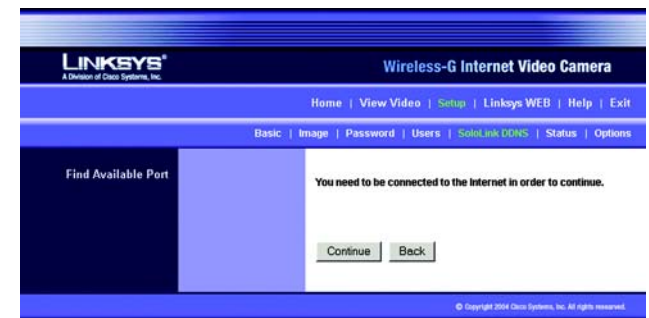 LINKSYS®
A Division of Cisco Systems, Inc.
Wireless-G Internet Video Camera
Home | View Video | Setup | Linksys WEB | Help | Exit
Basic | Image | Password | Users | SoloLink DDNS | Status | Options
Find Available Port
You need to be connected to the Internet in order to continue.
Continue Back
© Copyright 2004 Cisco Systems, Inc. All rights reserved.